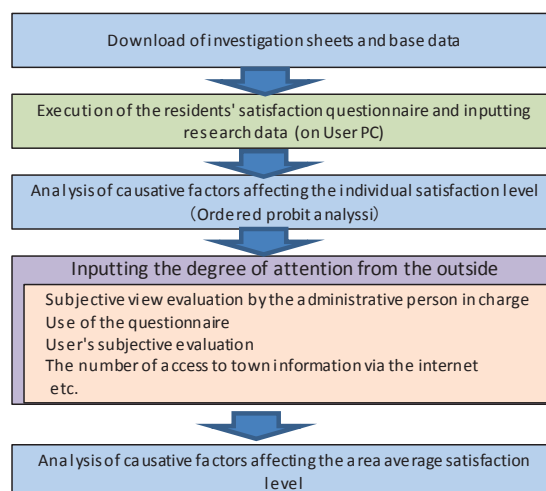 Download of investigation sheets and base data
Execution of the residents' satisfaction questionnaire and inputting
research data (on User PC)
Analysis of causative factors affecting the individual satisfaction level
(Ordered probit analyssi)
Inputting the degree of attention from the outside
Subjective view evaluation by the administrative person in charge
Use of the questionnaire
User's subjective evaluation
The number of access to town information via the internet
etc.
Analysis of causative factors affecting the area average satisfaction
level